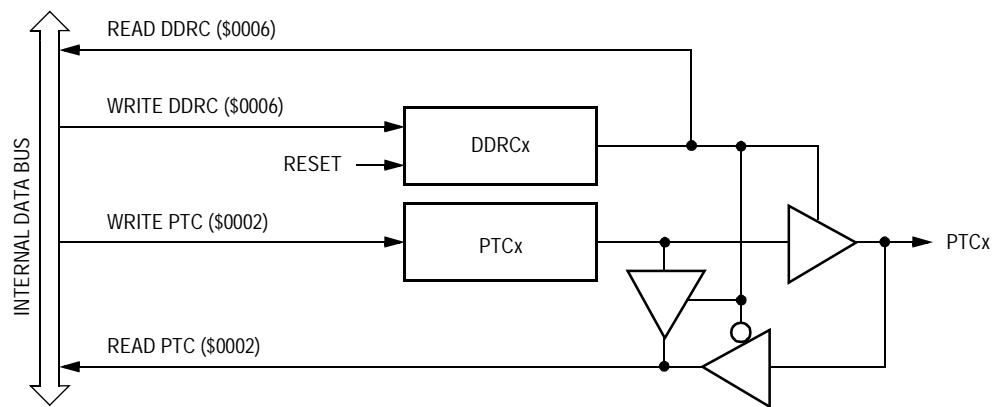 READ DDRC ($0006)
WRITE DDRC ($0006)
DDRCx
RESET
INTERNAL DATA BUS
WRITE PTC ($0002)
PTCx
PTCx
READ PTC ($0002)